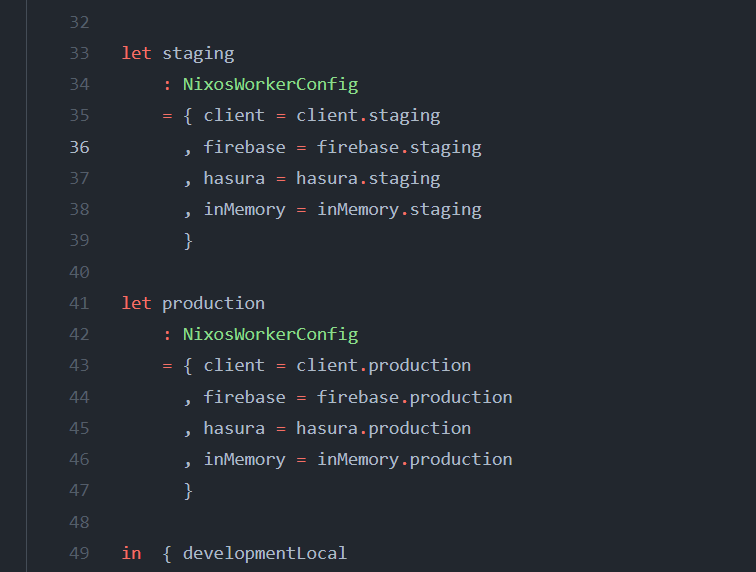 32
33 let staging
34 : NixosWorkerConfig
35 = { client = client.staging
36 , firebase = firebase.staging
37 , hasura = hasura.staging
38 , inMemory = inMemory.staging
39 }
40
41 let production
42 : NixosWorkerConfig
43 = { client = client.production
44 , firebase = firebase.production
45 , hasura = hasura.production
46 , inMemory = inMemory.production
47 }
48
49 in { developmentLocal